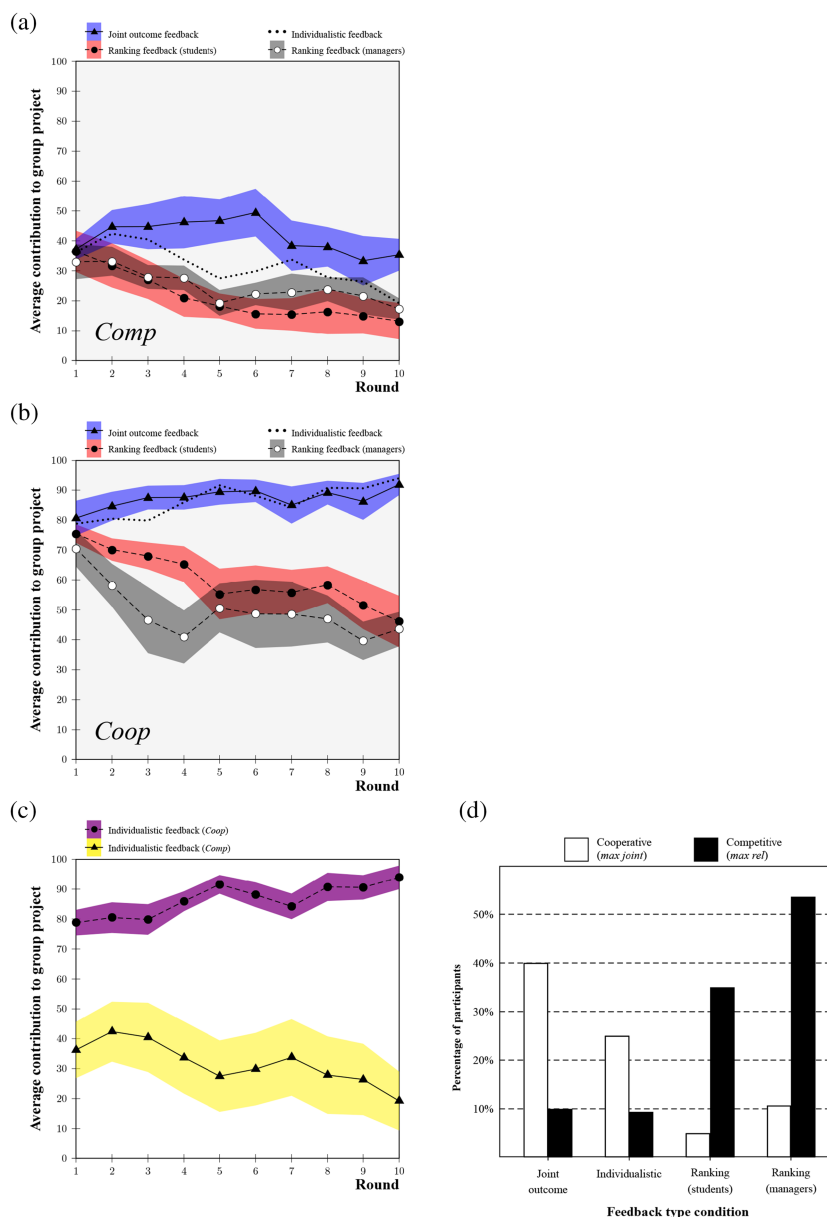 (a)
Joint outcome feedback
Individualistic feedback
Ranking feedback (students)
Ranking feedback (managers)
Average contribution to group project
100
90
80
70
60
50
40
30
20
10
0
Comp
1 2 3 4 5 6 7 8 9 10
Round
(b)
Joint outcome feedback
Individualistic feedback
Ranking feedback (students)
Ranking feedback (managers)
Average contribution to group project
100
90
80
70
60
50
40
30
20
10
0
Coop
1 2 3 4 5 6 7 8 9 10
Round
(c)
Individualistic feedback (Coop)
Individualistic feedback (Comp)
Average contribution to group project
100
90
80
70
60
50
40
30
20
10
0
1 2 3 4 5 6 7 8 9 10
Round
(d)
Cooperative
(max joint)
Competitive
(max rel)
Percentage of participants
50%
40%
30%
20%
10%
Joint
outcome
Individualistic
Ranking
(students)
Ranking
(managers)
Feedback type condition